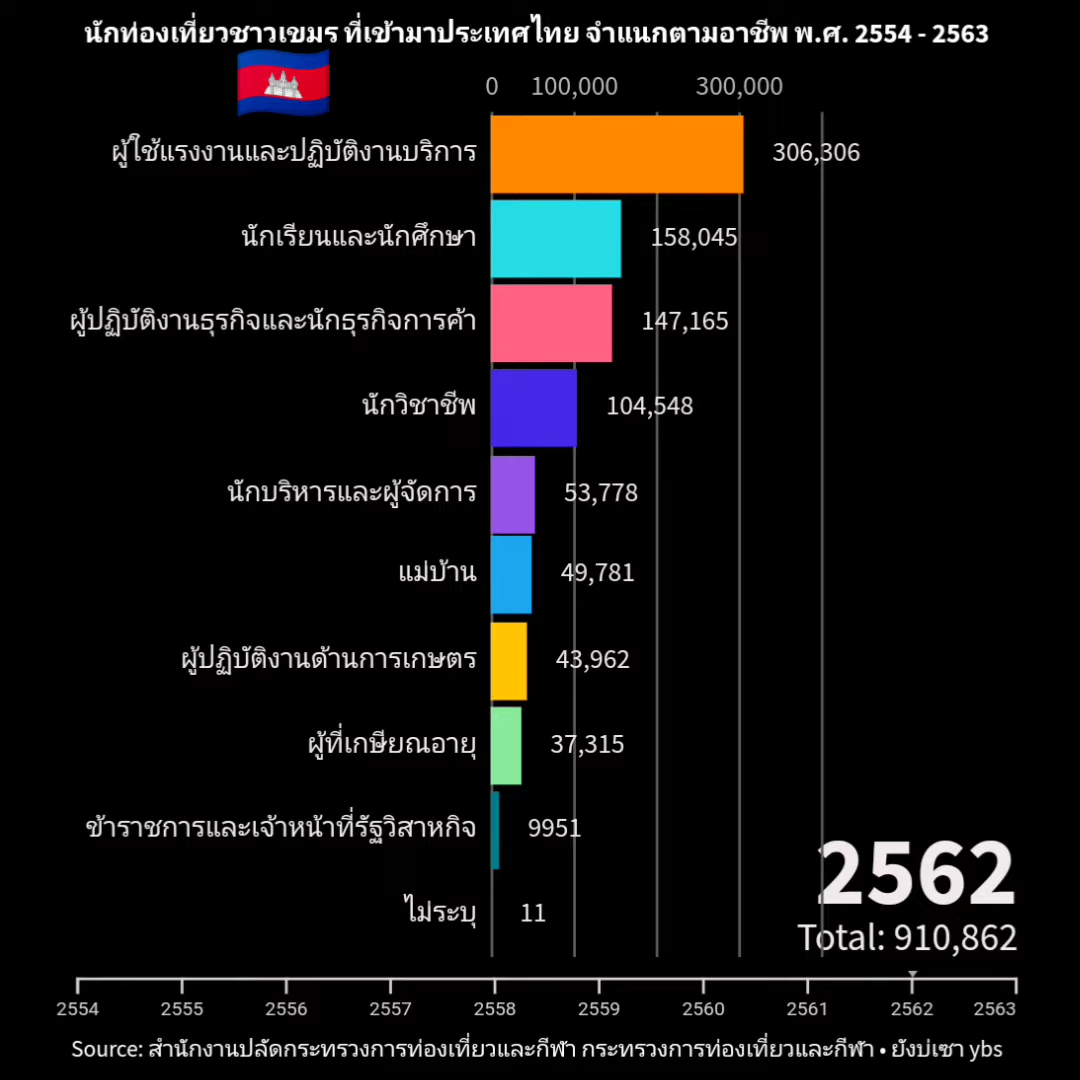 นักท่องเที่ยวชาวเขมร ที่เข้ามาประเทศไทย จำแนกตามอาชีพ พ.ศ. 2554 - 2563
0 100,000 300,000
ผู้ใช้แรงงานและปฏิบัติงานบริการ 306,306
นักเรียนและนักศึกษา 158,045
ผู้ปฏิบัติงานธุรกิจและนักธุรกิจการค้า 147,165
นักวิชาชีพ 104,548
นักบริหารและผู้จัดการ 53,778
แม่บ้าน 49,781
ผู้ปฏิบัติงานด้านการเกษตร 43,962
ผู้ที่เกษียณอายุ 37,315
ข้าราชการและเจ้าหน้าที่รัฐวิสาหกิจ 9951
ไม่ระบุ 11
2562
Total: 910,862
2554 2555 2556 2557 2558 2559 2560 2561 2562 2563
Source: สำนักงานปลัดกระทรวงการท่องเที่ยวและกีฬา กระทรวงการท่องเที่ยวและกีฬา • ยังบ่เซา ybs